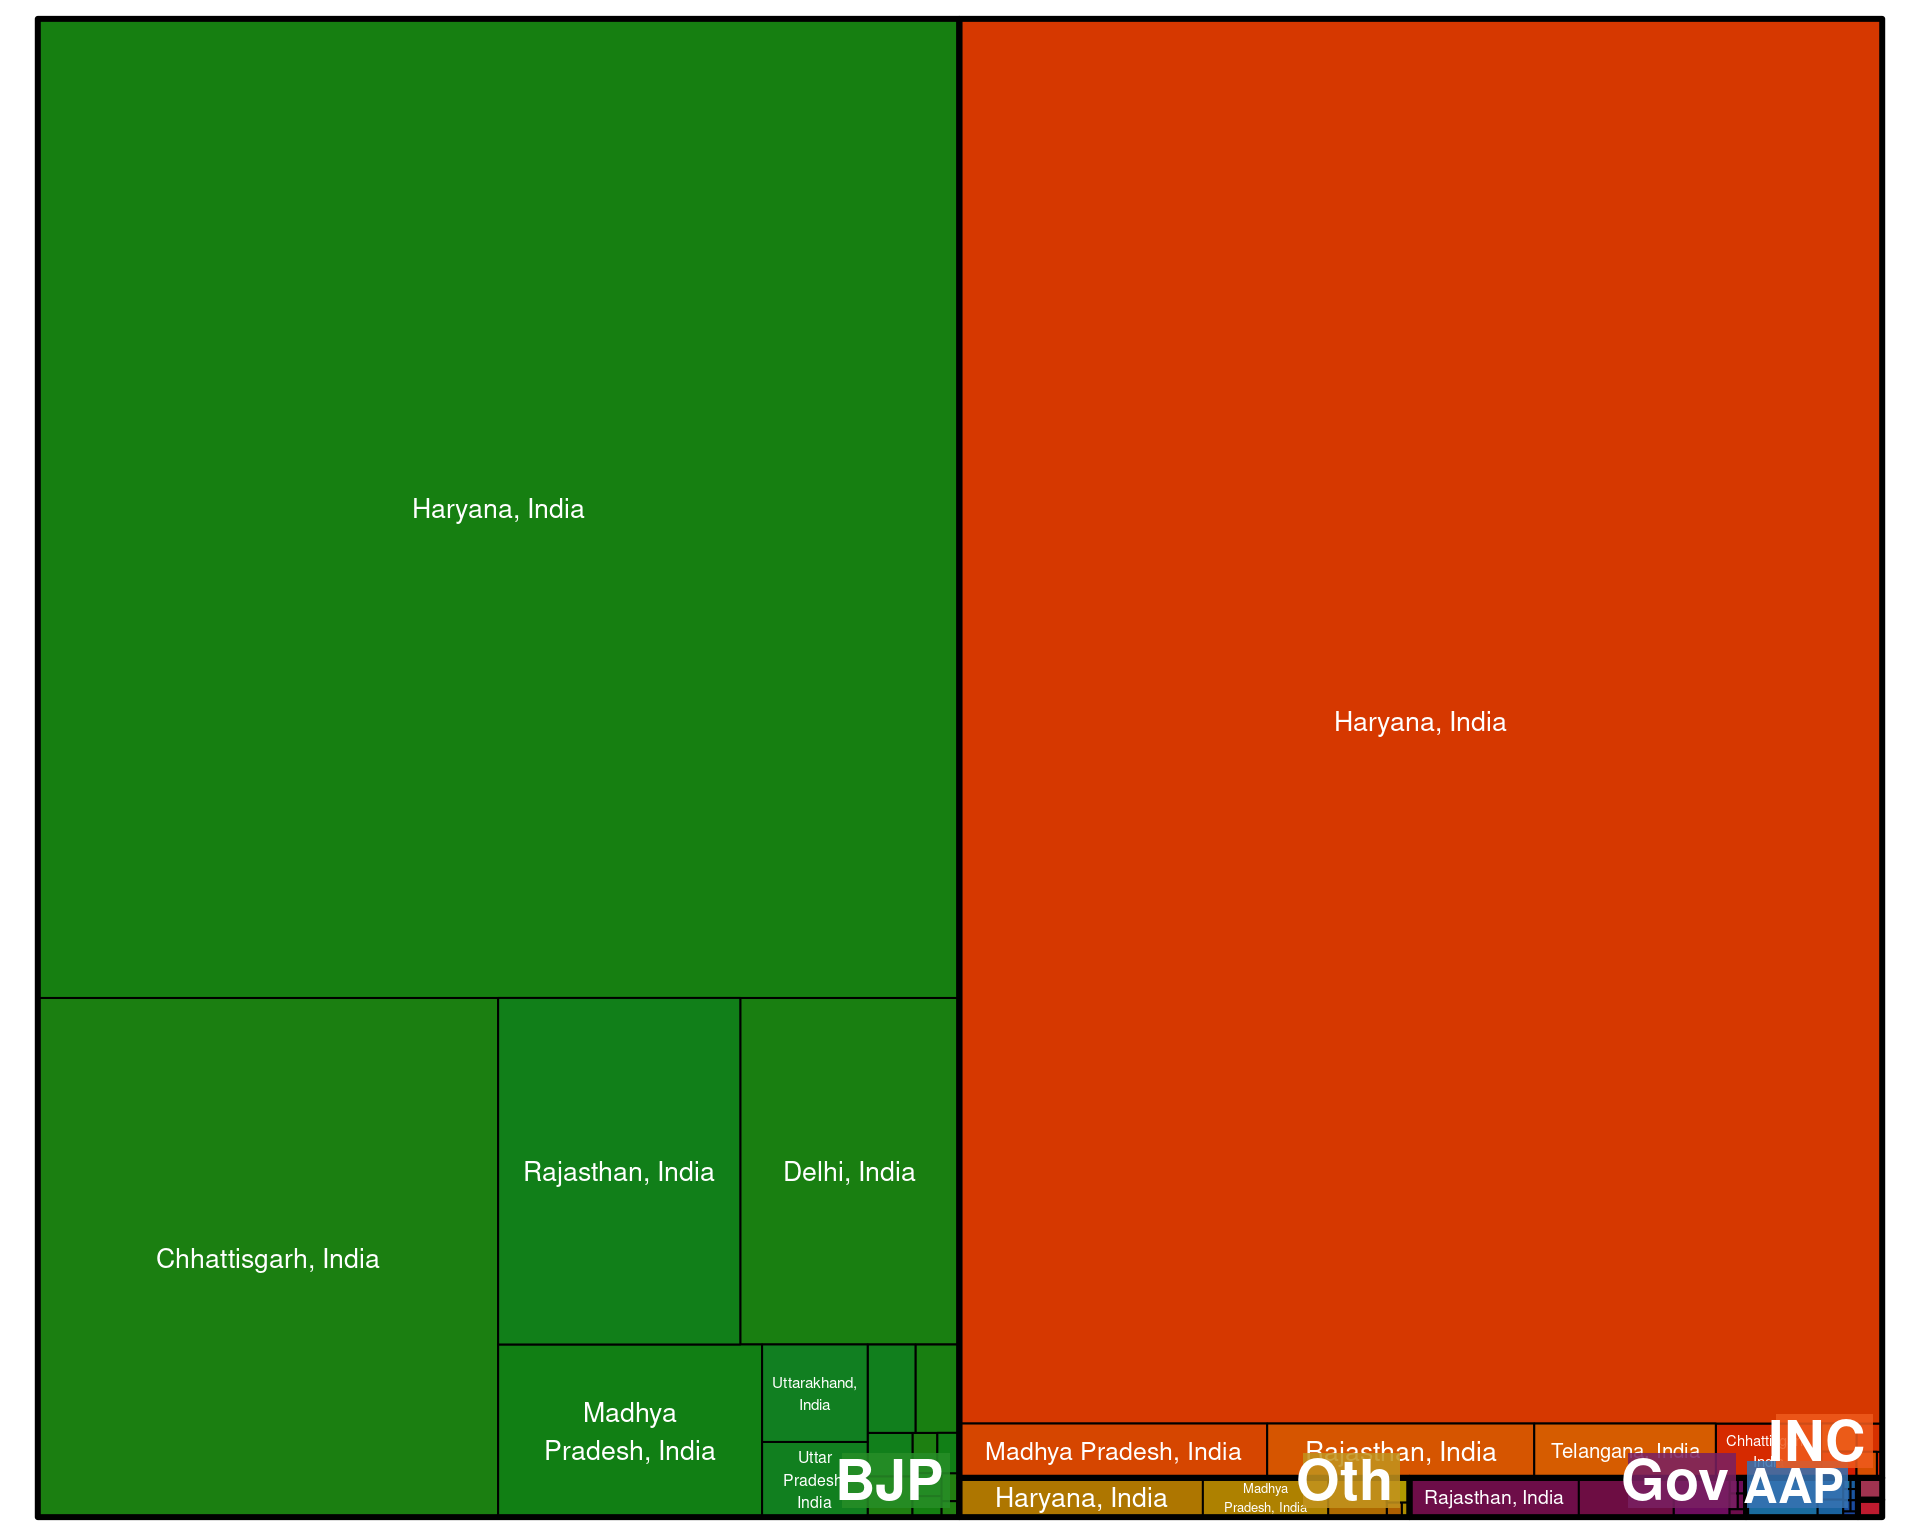 Haryana, India
Haryana, India
Chhattisgarh, India
Rajasthan, India
Delhi, India
Madhya
Pradesh, India
Uttarakhand,
India
Uttar
Pradesh
India
BJP
Madhya Pradesh, India
Rajasthan, India
Telangana, India
INC
Haryana, India
Madhya
Pradesh, India
Oth
Rajasthan, India
Gov
AAP